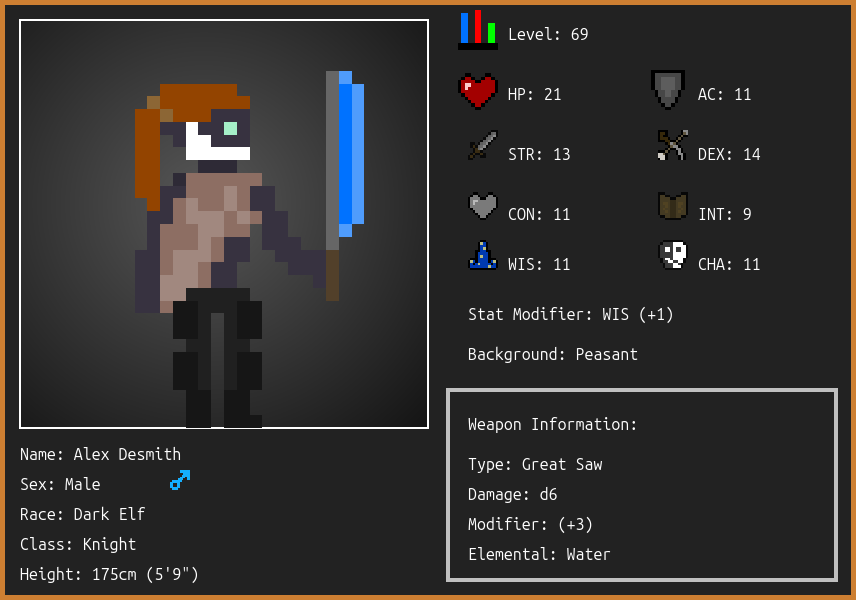 Level: 69
HP: 21
AC: 11
STR: 13
DEX: 14
CON: 11
INT: 9
WIS: 11
CHA: 11
Stat Modifier: WIS (+1)
Background: Peasant
Weapon Information:
Type: Great Saw
Damage: d6
Modifier: (+3)
Elemental: Water
Name: Alex Desmith
Sex: Male
Race: Dark Elf
Class: Knight
Height: 175cm (5'9")